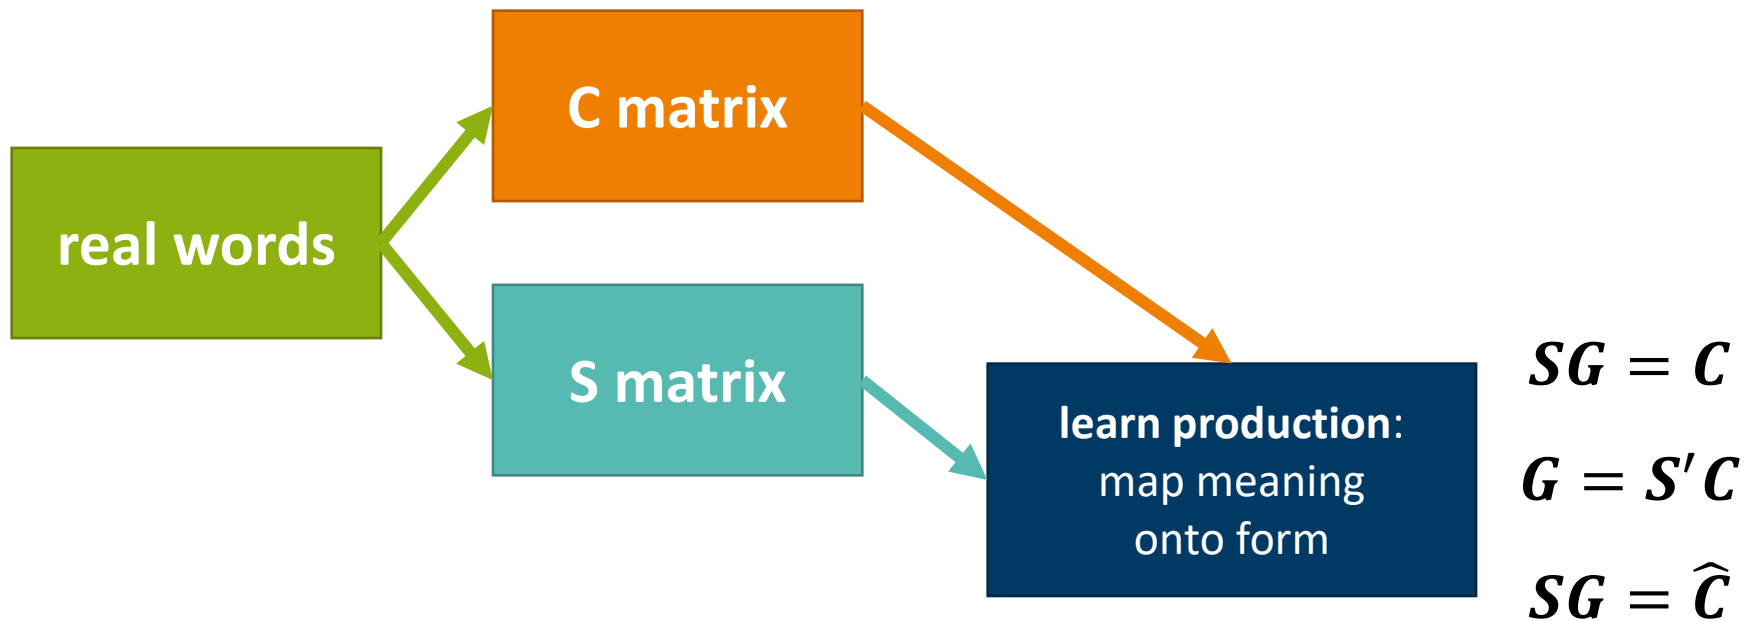 C matrix
real words
S matrix
learn production:
map meaning
onto form
SG = C
G = S′C
SG = Ĉ